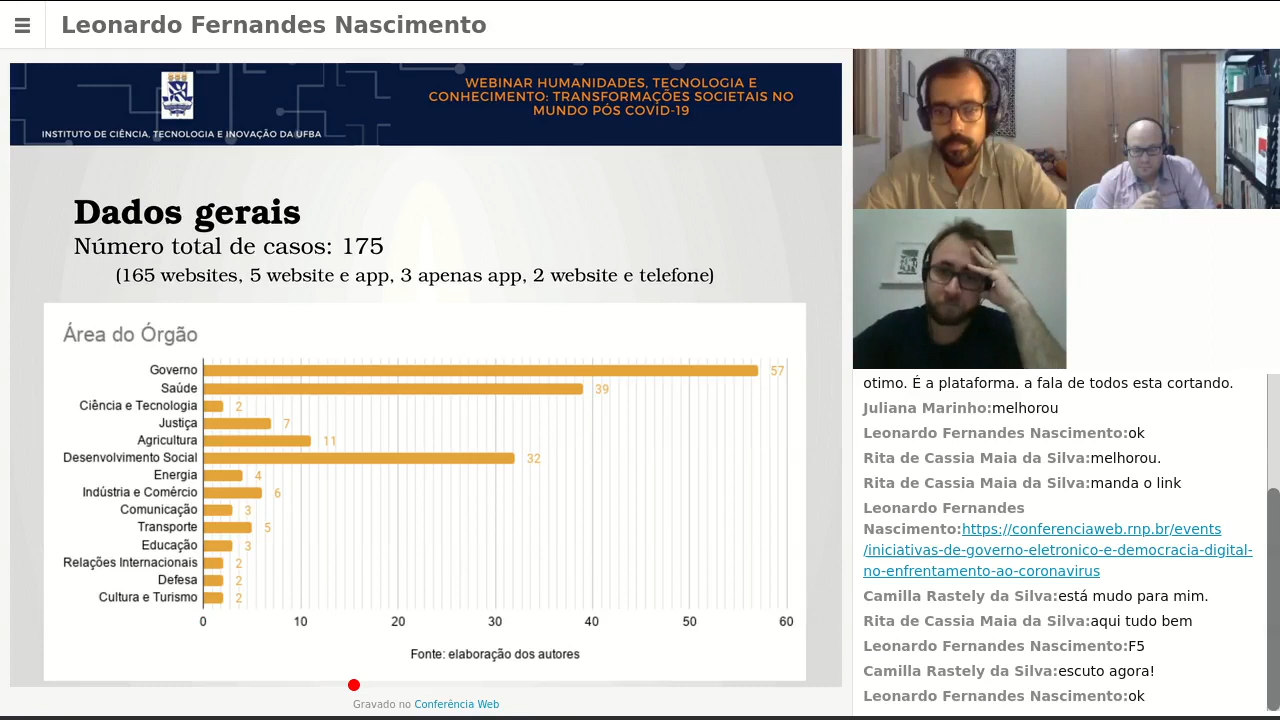 Leonardo Fernandes Nascimento
INSTITUTO DE CIÊNCIA, TECNOLOGIA E INOVAÇÃO DA UFBA
WEBINAR HUMANIDADES, TECNOLOGIA E
CONHECIMENTO: TRANSFORMAÇÕES SOCIETAIS NO
MUNDO PÓS COVID-19
Dados gerais
Número total de casos: 175
(165 websites, 5 website e app, 3 apenas app, 2 website e telefone)
Área do Órgão
Governo 57
Saúde 39
Ciência e Tecnologia 2
Justiça 7
Agricultura 11
Desenvolvimento Social 32
Energia 4
Indústria e Comércio 6
Comunicação 3
Transporte 5
Educação 3
Relações Internacionais 2
Defesa 2
Cultura e Turismo 2
0 10 20 30 40 50 60
Fonte: elaboração dos autores
Gravado no Conferência Web
otimo. É a plataforma. a fala de todos esta cortando.
Juliana Marinho:melhorou
Leonardo Fernandes Nascimento:ok
Rita de Cassia Maia da Silva:melhorou.
Rita de Cassia Maia da Silva:manda o link
Leonardo Fernandes
Nascimento:https://conferenciaweb.rnp.br/events
/iniciativas-de-governo-eletronico-e-democracia-digital-
no-enfrentamento-ao-coronavirus
Camilla Rastely da Silva:está mudo para mim.
Rita de Cassia Maia da Silva:aqui tudo bem
Leonardo Fernandes Nascimento:F5
Camilla Rastely da Silva:escuto agora!
Leonardo Fernandes Nascimento:ok